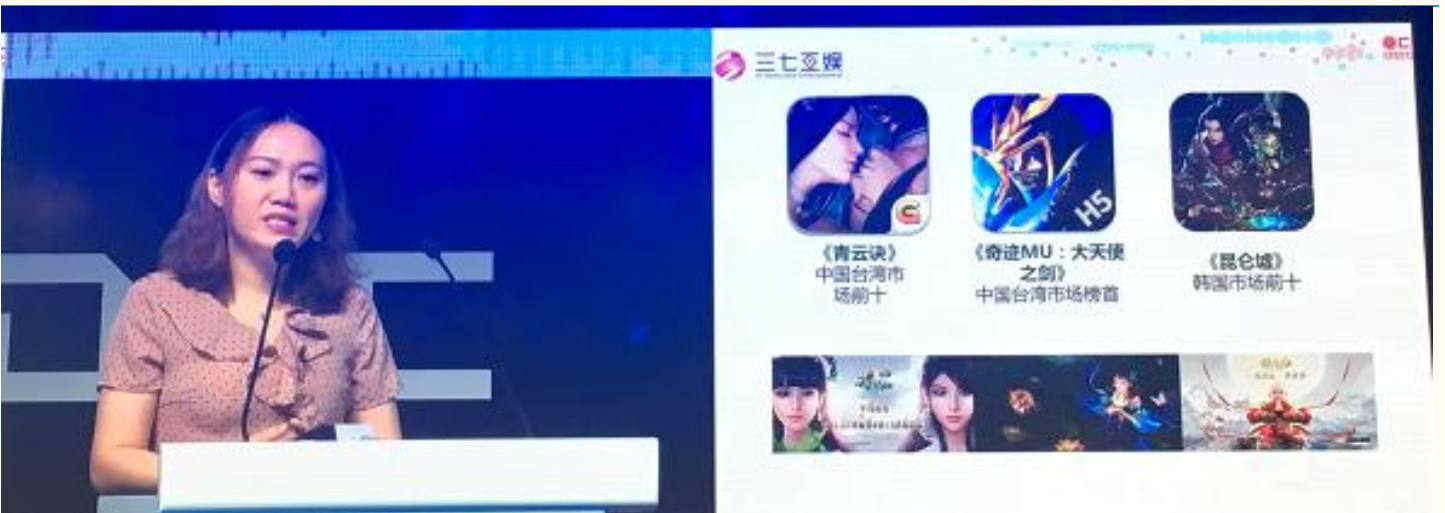 三七互娱
H5
《青云诀》
中国台湾市
场前十
《奇迹MU：大天使
之剑》
中国台湾市场榜首
《昆仑墟》
韩国市场前十